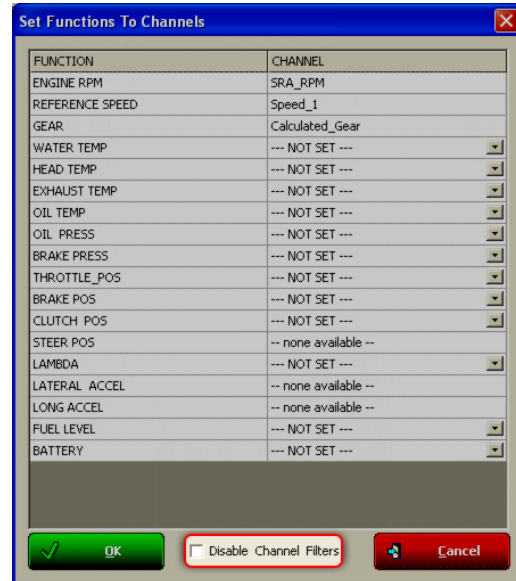 Set Functions To Channels
FUNCTION CHANNEL
ENGINE RPM SRA_RPM
REFERENCE SPEED Speed_1
GEAR Calculated_Gear
WATER TEMP --- NOT SET ---
HEAD TEMP --- NOT SET ---
EXHAUST TEMP --- NOT SET ---
OIL TEMP --- NOT SET ---
OIL PRESS --- NOT SET ---
BRAKE PRESS --- NOT SET ---
THROTTLE_POS --- NOT SET ---
BRAKE POS --- NOT SET ---
CLUTCH POS --- NOT SET ---
STEER POS -- none available --
LAMBDA --- NOT SET ---
LATERAL ACCEL -- none available --
LONG ACCEL -- none available --
FUEL LEVEL --- NOT SET ---
BATTERY --- NOT SET ---
OK Disable Channel Filters Cancel